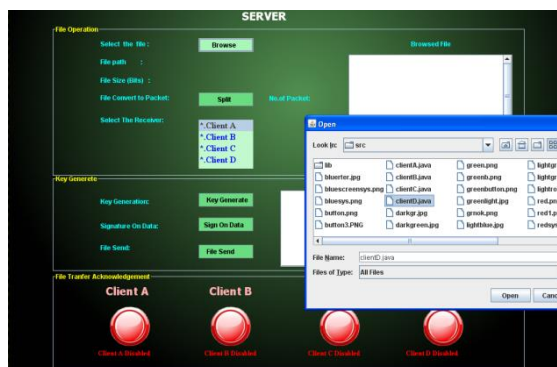 SERVER
File Operation
Select the file :
Browse
Browsed File
File path :
File Size (Bits) :
File Convert to Packet:
Split
No.of Packet:
Select The Receiver:
*.Client A
*.Client B
*.Client C
*.Client D
Open
Look In: src
lib
clientA.java
green.png
bluerter.jpg
clientB.java
greenb.png
bluescreensys.png
clientC.java
greenbutton.png
bluesys.png
clientD.java
greenlight.jpg
button.png
darkgr.jpg
grnok.png
button3.PNG
darkgreen.jpg
lightblue.jpg
File Name: clientD.java
Files of Type: All Files
Open
Key Generete
Key Generation:
Key Generate
Signature On Data:
Sign On Data
File Send:
File Send
File Tranfer Acknowledgement
Client A
Client B
Client A Disabled
Client B Disabled
Client C Disabled
Client D Disabled